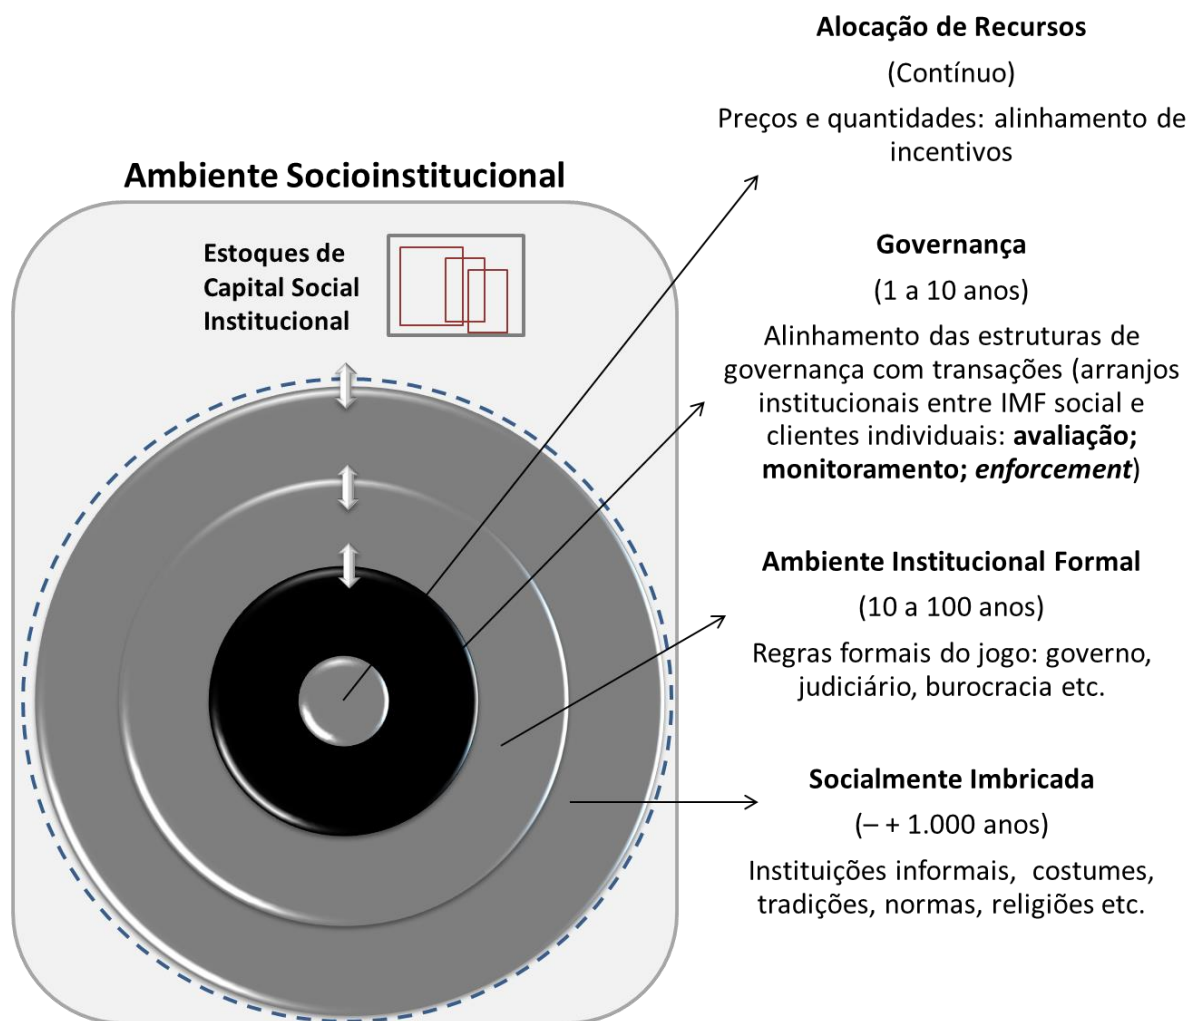 Ambiente Socioinstitucional
Estoques de
Capital Social
Institucional
Alocação de Recursos
(Contínuo)
Preços e quantidades: alinhamento de
incentivos
Governança
(1 a 10 anos)
Alinhamento das estruturas de
governança com transações (arranjos
institucionais entre IMF social e
clientes individuais: avaliação;
monitoramento; enforcement)
Ambiente Institucional Formal
(10 a 100 anos)
Regras formais do jogo: governo,
judiciário, burocracia etc.
Socialmente Imbricada
(– + 1.000 anos)
Instituições informais, costumes,
tradições, normas, religiões etc.